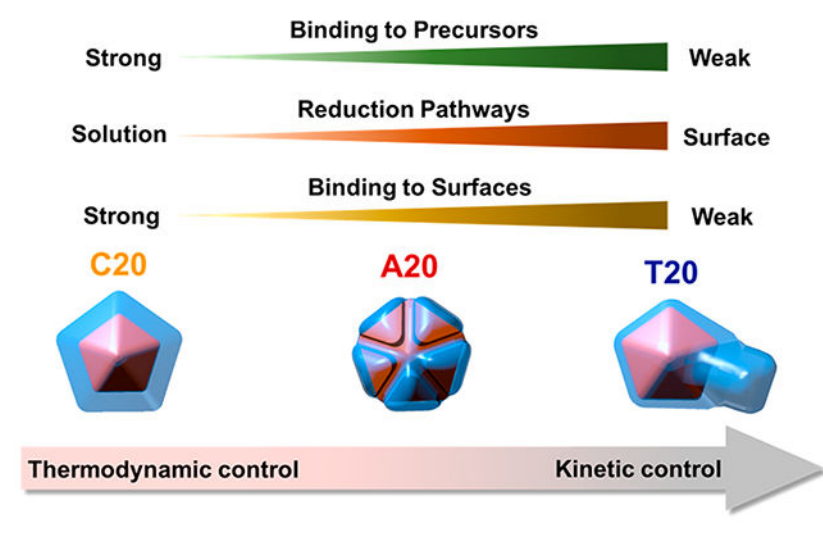 Binding to Precursors
Strong Weak
Reduction Pathways
Solution Surface
Binding to Surfaces
Strong Weak
C20 A20 T20
Thermodynamic control Kinetic control